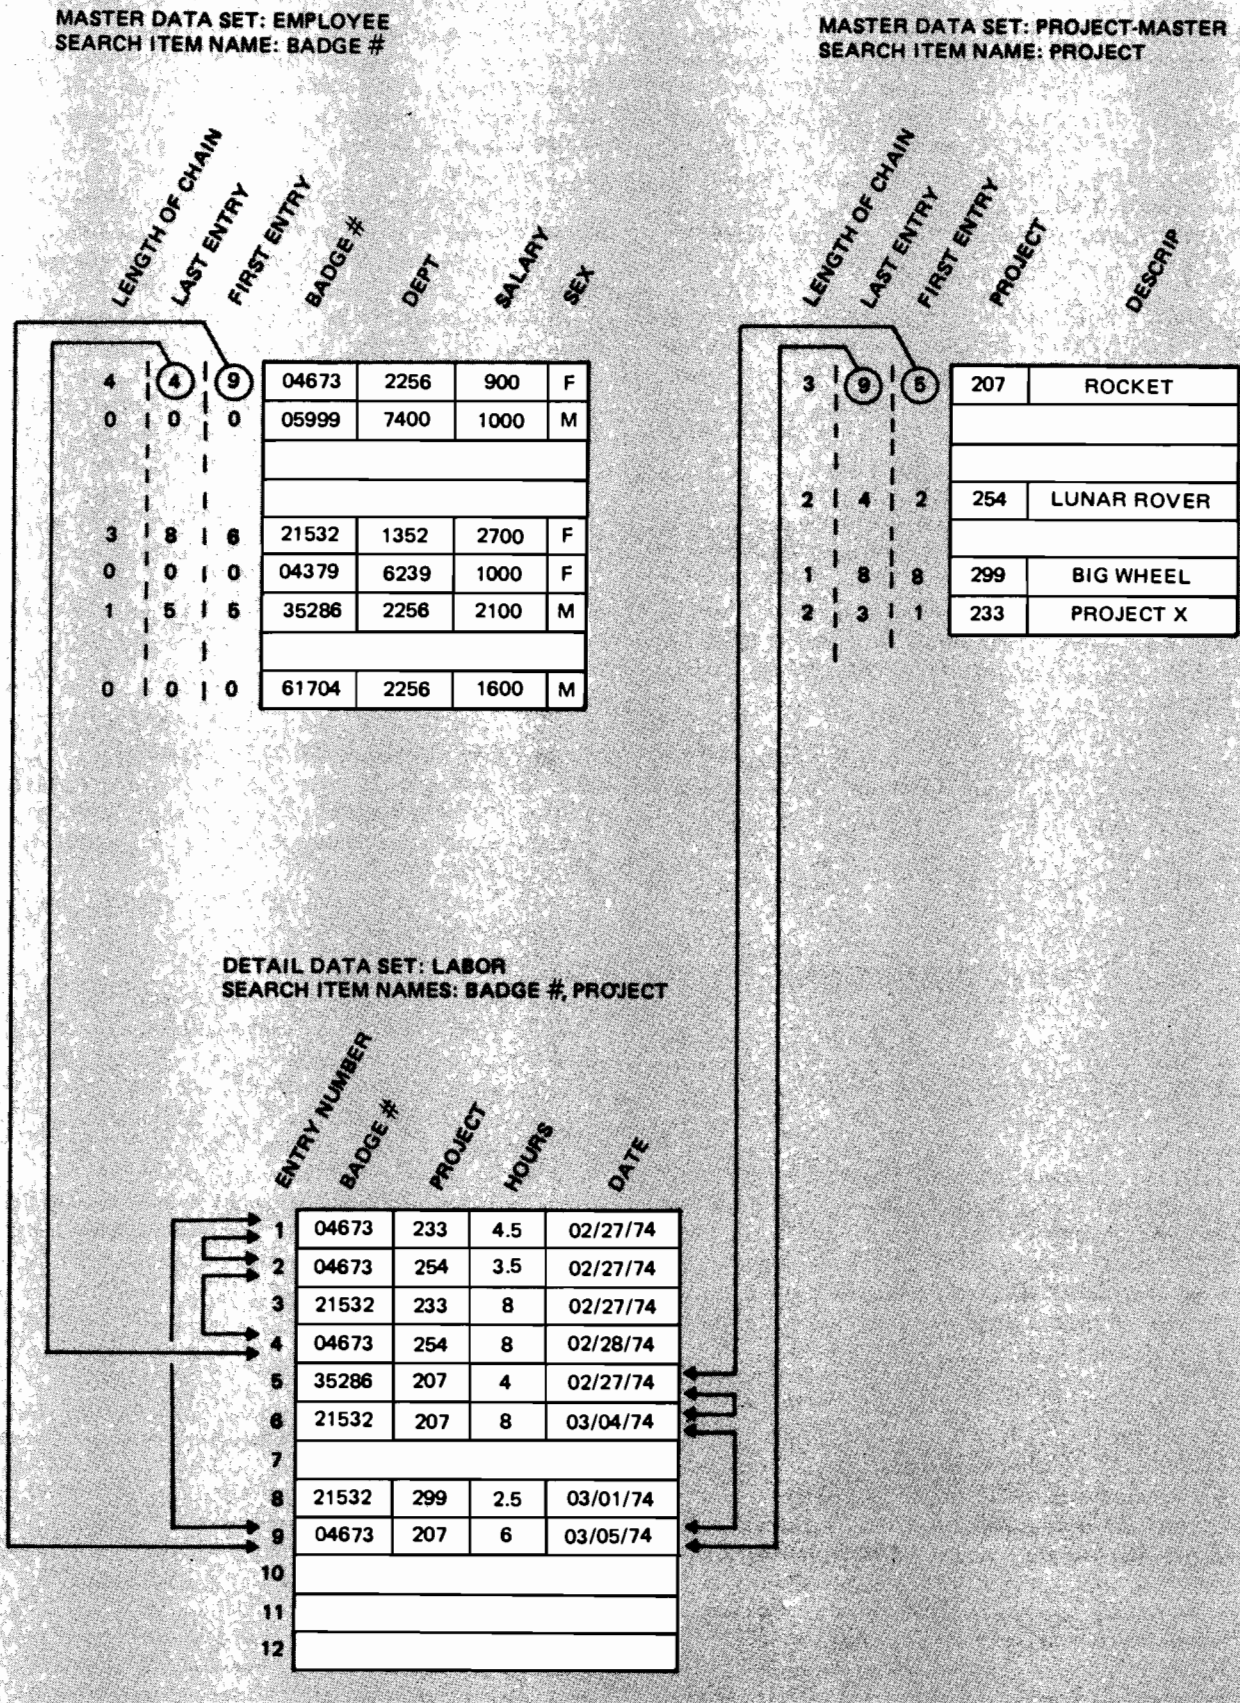 MASTER DATA SET: EMPLOYEE
SEARCH ITEM NAME: BADGE #
LENGTH OF CHAIN
LAST ENTRY
FIRST ENTRY
BADGE #
DEPT
SALARY
SEX
4 4 9 04673 2256 900 F
0 0 0 05999 7400 1000 M
3 8 6 21532 1352 2700 F
0 0 0 04379 6239 1000 F
1 5 5 35286 2256 2100 M
0 0 0 61704 2256 1600 M
MASTER DATA SET: PROJECT-MASTER
SEARCH ITEM NAME: PROJECT
LENGTH OF CHAIN
LAST ENTRY
FIRST ENTRY
PROJECT
DESCRIP
3 9 5 207 ROCKET
2 4 2 254 LUNAR ROVER
1 8 8 299 BIG WHEEL
2 3 1 233 PROJECT X
DETAIL DATA SET: LABOR
SEARCH ITEM NAMES: BADGE #, PROJECT
ENTRY NUMBER
BADGE #
PROJECT
HOURS
DATE
1 04673 233 4.5 02/27/74
2 04673 254 3.5 02/27/74
3 21532 233 8 02/27/74
4 04673 254 8 02/28/74
5 35286 207 4 02/27/74
6 21532 207 8 03/04/74
7
8 21532 299 2.5 03/01/74
9 04673 207 6 03/05/74
10
11
12